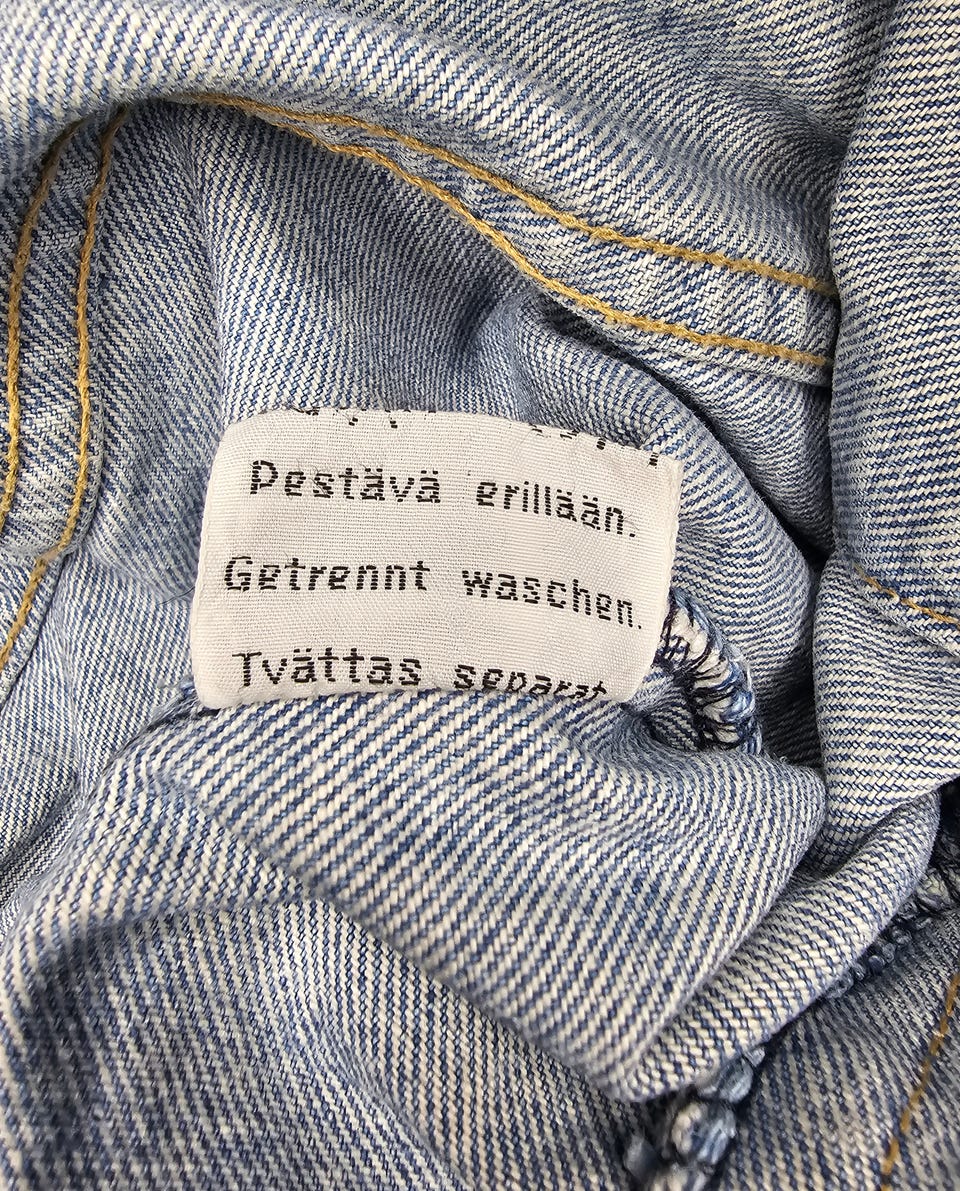 Pestävä erillään.
Getrennt waschen.
Tvättas separat